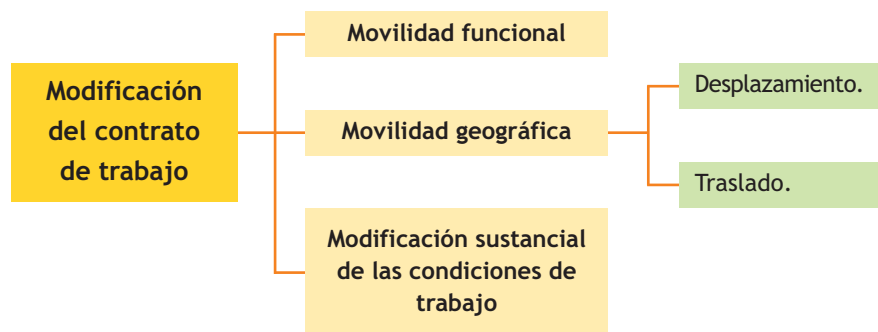 Modificación
del contrato
de trabajo
Movilidad funcional
Movilidad geográfica
Desplazamiento.
Traslado.
Modificación sustancial
de las condiciones de
trabajo